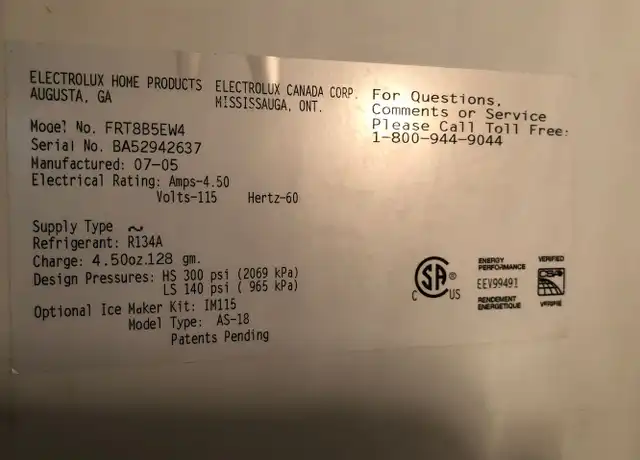 ELECTROLUX HOME PRODUCTS
AUGUSTA, GA
ELECTROLUX CANADA CORP.
MISSISSAUGA, ONT.
For Questions,
Comments or Service
Please Call Toll Free:
1-800-944-9044
Model No. FRT8B5EW4
Serial No. BA52942637
Manufactured: 07-05
Electrical Rating: Amps-4.50
Volts-115 Hertz-60
Supply Type ~
Refrigerant: R134A
Charge: 4.50oz.128 gm.
Design Pressures: HS 300 psi (2069 kPa)
LS 140 psi ( 965 kPa)
Optional Ice Maker Kit: IM115
Model Type: AS-18
Patents Pending
C SA ® US
ENERGY
PERFORMANCE
EEV99491
RENDEMENT
ENERGETIQUE
VERIFIED
CSA
VERIFIE